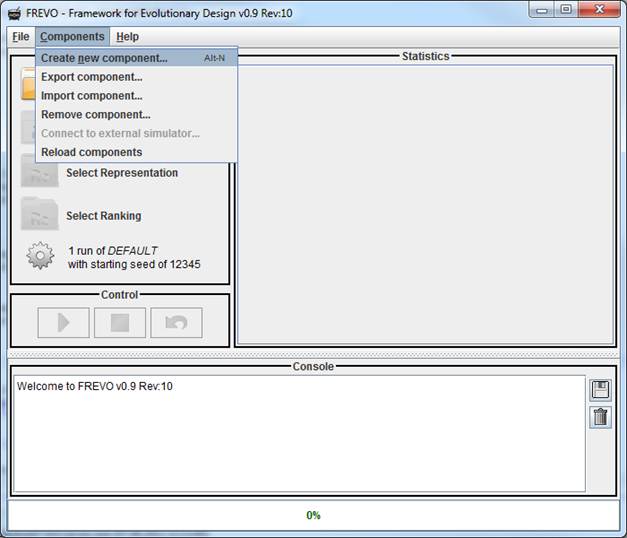 FREVO - Framework for Evolutionary Design v0.9 Rev:10
File Components Help
Create new component... Alt-N
Export component...
Import component...
Remove component...
Connect to external simulator...
Reload components
Select Representation
Select Ranking
1 run of DEFAULT
with starting seed of 12345
Control
Statistics
Console
Welcome to FREVO v0.9 Rev:10
0%